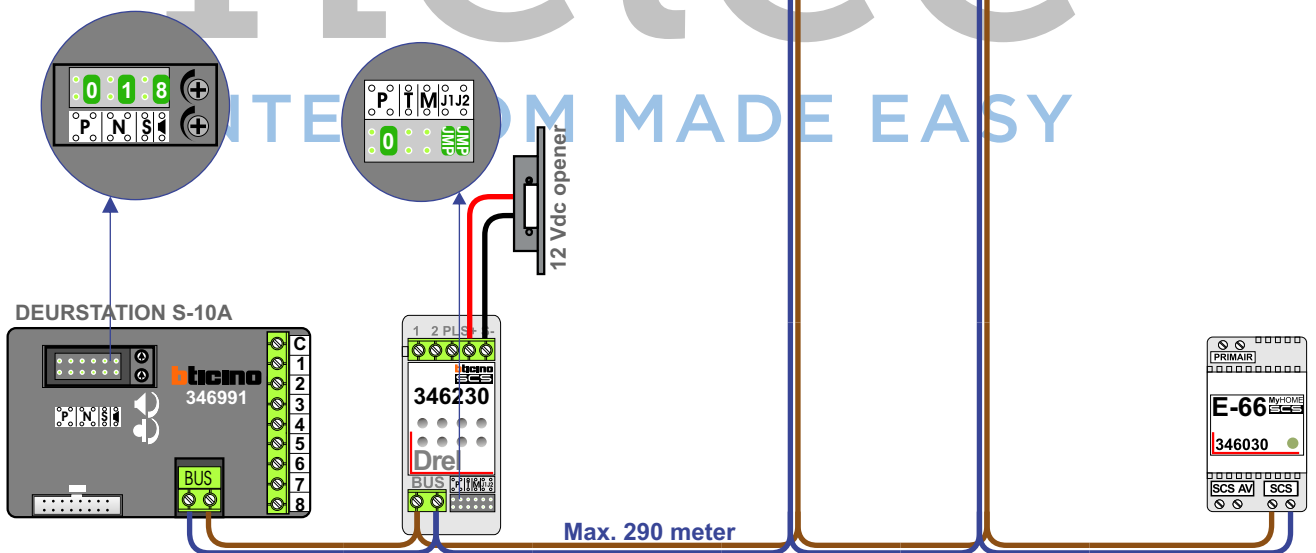 INTERCOM MADE EASY
0 1 8
P N S
P T M J1 J2
0 JMP JMP
12 Vdc opener
DEURSTATION S-10A
bticino
346991
P N S
BUS
C
1
2
3
4
5
6
7
8
1 2 PL S+ S-
bticino
SCS
346230
Drel
BUS
P T M J1 J2
Max. 290 meter
PRIMAIR
E-66 MyHOME
SCS
346030
SCS AV SCS